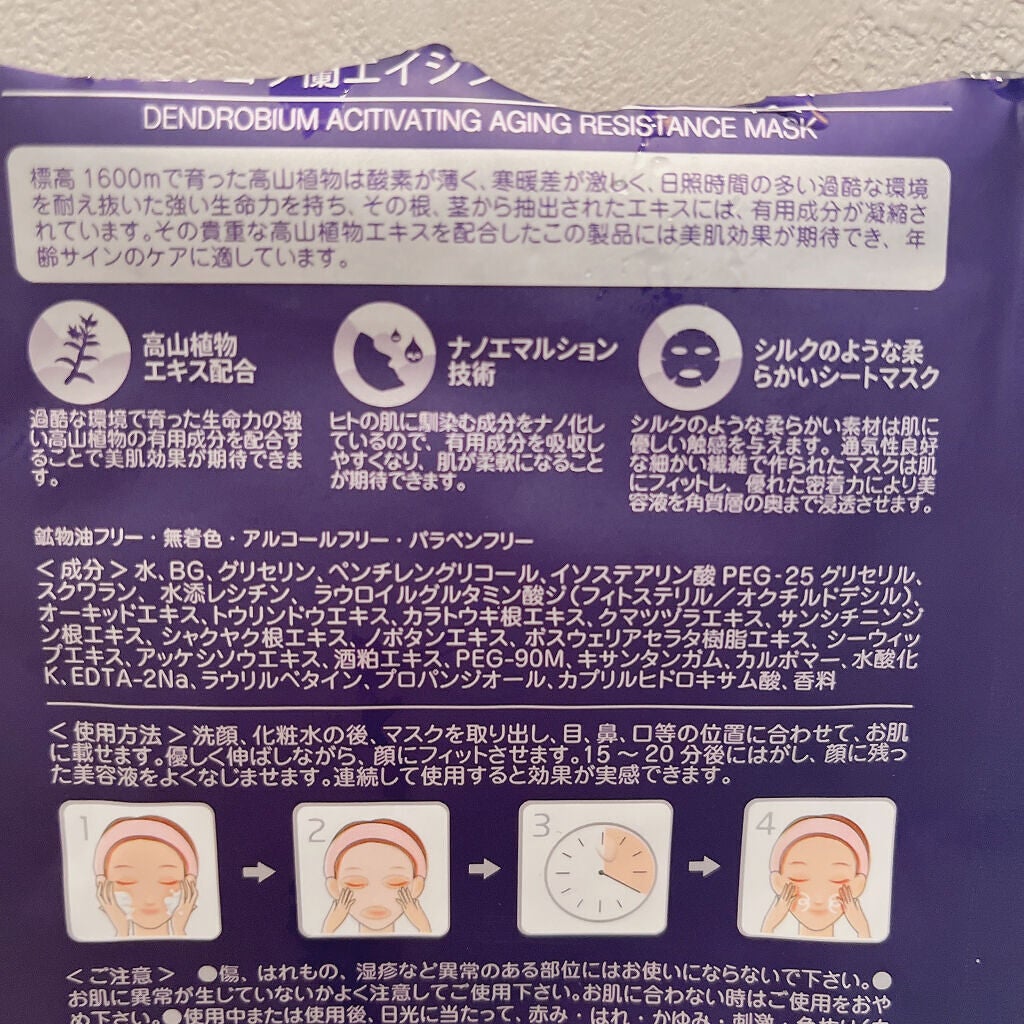 蘭エイジン
DENDROBIUM ACITIVATING AGING RESISTANCE MASK
標高 1600mで育った高山植物は酸素が薄く、寒暖差が激しく、日照時間の多い過酷な環境
を耐え抜いた強い生命力を持ち、その根、茎から抽出されたエキスには、有用成分が凝縮さ
れています。その貴重な高山植物エキスを配合したこの製品には美肌効果が期待でき、年
齢サインのケアに適しています。
高山植物
エキス配合
過酷な環境で育った生命力の強
い高山植物の有用成分を配合す
ることで美肌効果が期待できま
す。
ナノエマルション
技術
ヒトの肌に馴染む成分をナノ化し
ているので、有用成分を吸収し
やすくなり、肌が柔軟になること
が期待できます。
シルクのような柔
らかいシートマスク
シルクのような柔らかい素材は肌に
優しい触感を与えます。通気性良好
な細かい繊維で作られたマスクは肌
にフィットし、優れた密着力により美
容液を角質層の奥まで浸透させます。
鉱物油フリー・無着色・アルコールフリー・パラベンフリー
<成分>水、BG、グリセリン、ペンチレングリコール、イソステアリン酸 PEG-25 グリセリル、
スクワラン、水添レシチン、ラウロイルグルタミン酸ジ(フィトステリル/オクチルドデシル)、
オーキッドエキス、トウリンドウエキス、カラトウキ根エキス、クマツヅラエキス、サンシチニンジ
ン根エキス、シャクヤク根エキス、ノボタンエキス、ボスウェリアセラタ樹脂エキス、シーウィッ
プエキス、アッケシソウエキス、酒粕エキス、PEG-90M、キサンタンガム、カルボマー、水酸化
K、EDTA-2Na、ラウリルベタイン、プロパンジオール、カプリルヒドロキサム酸、香料
<使用方法>洗顔、化粧水の後、マスクを取り出し、目、鼻、口等の位置に合わせて、お肌
に載せます。優しく伸ばしながら、顔にフィットさせます。15～20 分後にはがし、顔に残っ
た美容液をよくなじませます。連続して使用すると効果が実感できます。
1
2
3
4
<ご注意> ●傷、はれもの、湿疹など異常のある部位にはお使いにならないで下さい。●
お肌に異常が生じていないかよく注意してご使用下さい。お肌に合わない時はご使用をおや
め下さい。●使用中または使用後、日光に当たって、赤み・はれ・かゆみ・刺激・